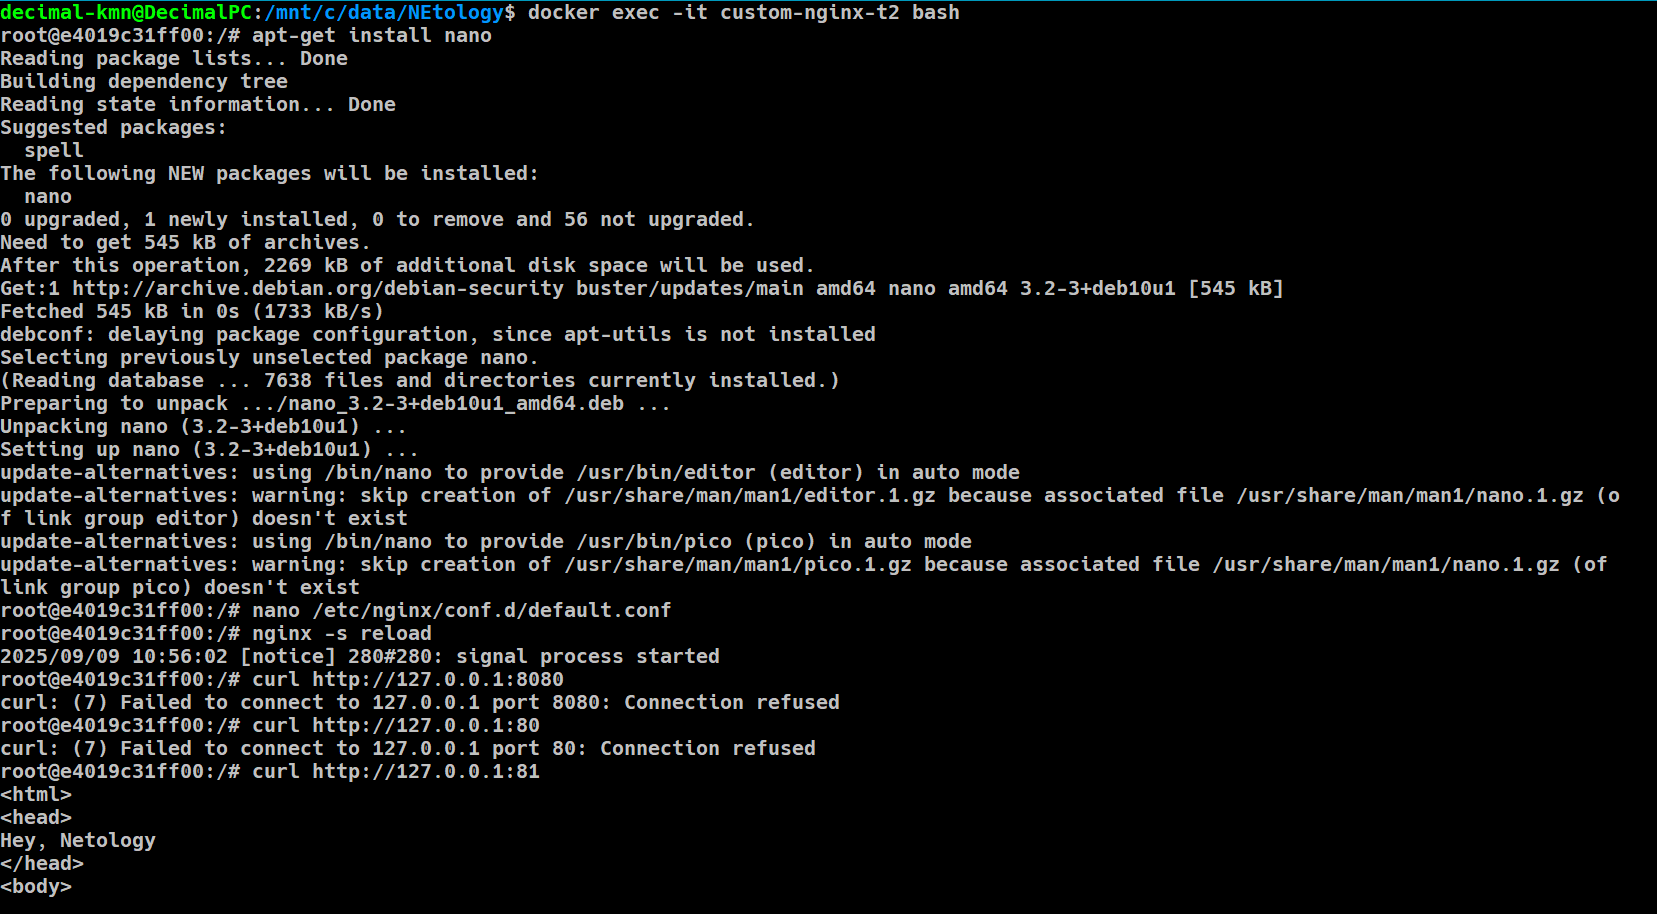 decimal-kmn@DecimalPC:/mnt/c/data/NEtology$ docker exec -it custom-nginx-t2 bash
root@e4019c31ff00:/# apt-get install nano
Reading package lists... Done
Building dependency tree
Reading state information... Done
Suggested packages:
  spell
The following NEW packages will be installed:
  nano
0 upgraded, 1 newly installed, 0 to remove and 56 not upgraded.
Need to get 545 kB of archives.
After this operation, 2269 kB of additional disk space will be used.
Get:1 http://archive.debian.org/debian-security buster/updates/main amd64 nano amd64 3.2-3+deb10u1 [545 kB]
Fetched 545 kB in 0s (1733 kB/s)
debconf: delaying package configuration, since apt-utils is not installed
Selecting previously unselected package nano.
(Reading database ... 7638 files and directories currently installed.)
Preparing to unpack .../nano_3.2-3+deb10u1_amd64.deb ...
Unpacking nano (3.2-3+deb10u1) ...
Setting up nano (3.2-3+deb10u1) ...
update-alternatives: using /bin/nano to provide /usr/bin/editor (editor) in auto mode
update-alternatives: warning: skip creation of /usr/share/man/man1/editor.1.gz because associated file /usr/share/man/man1/nano.1.gz (o
f link group editor) doesn't exist
update-alternatives: using /bin/nano to provide /usr/bin/pico (pico) in auto mode
update-alternatives: warning: skip creation of /usr/share/man/man1/pico.1.gz because associated file /usr/share/man/man1/nano.1.gz (of
link group pico) doesn't exist
root@e4019c31ff00:/# nano /etc/nginx/conf.d/default.conf
root@e4019c31ff00:/# nginx -s reload
2025/09/09 10:56:02 [notice] 280#280: signal process started
root@e4019c31ff00:/# curl http://127.0.0.1:8080
curl: (7) Failed to connect to 127.0.0.1 port 8080: Connection refused
root@e4019c31ff00:/# curl http://127.0.0.1:80
curl: (7) Failed to connect to 127.0.0.1 port 80: Connection refused
root@e4019c31ff00:/# curl http://127.0.0.1:81
<html>
<head>
Hey, Netology
</head>
<body>